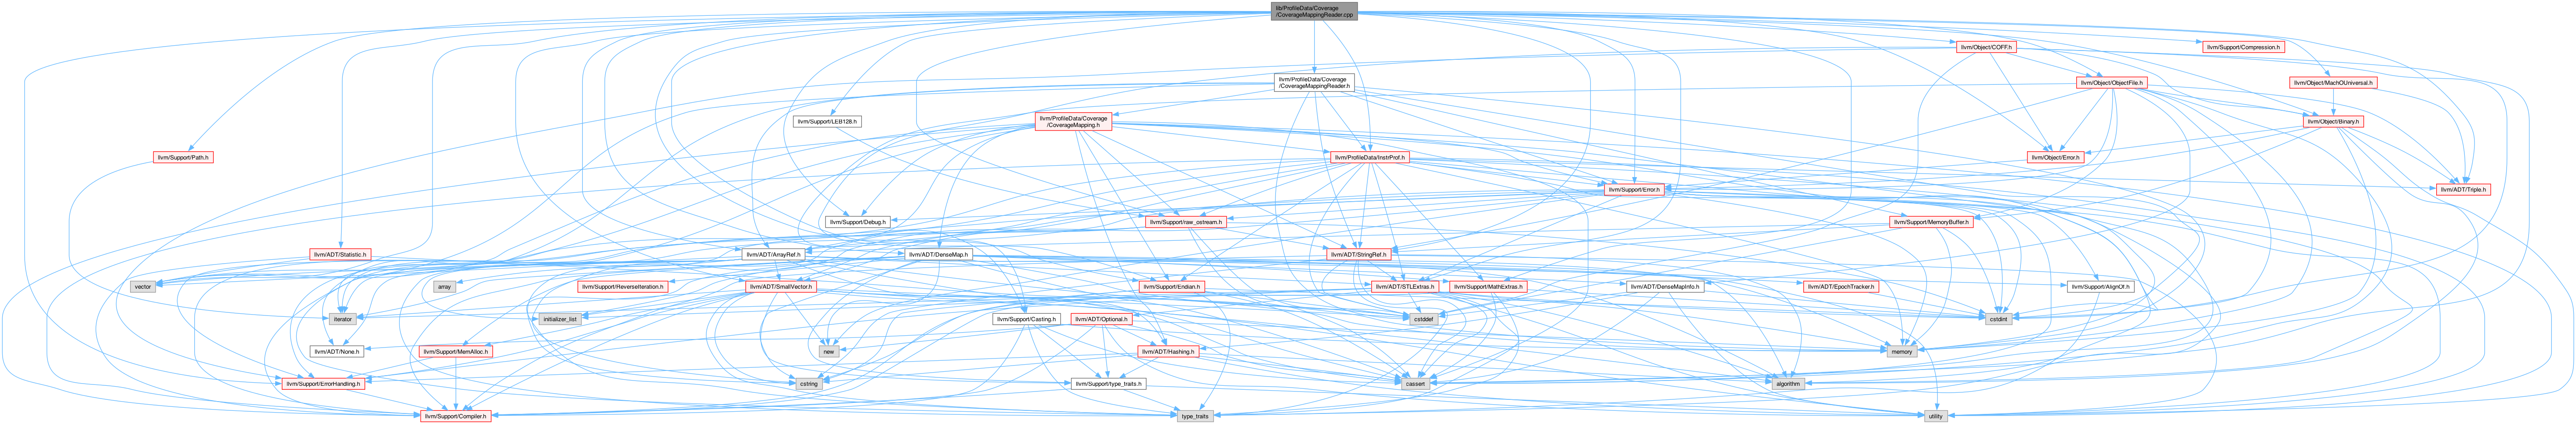 lib/ProfileData/Coverage
/CoverageMappingReader.cpp
llvm/Object/COFF.h
llvm/Support/Compression.h
llvm/ProfileData/Coverage
/CoverageMappingReader.h
llvm/Object/ObjectFile.h
llvm/Object/MachOUniversal.h
llvm/Support/LEB128.h
llvm/ProfileData/Coverage
/CoverageMapping.h
llvm/Object/Binary.h
llvm/Support/Path.h
llvm/ProfileData/InstrProf.h
llvm/Object/Error.h
llvm/Support/Error.h
llvm/ADT/Triple.h
llvm/Support/Debug.h
llvm/Support/raw_ostream.h
llvm/Support/MemoryBuffer.h
llvm/ADT/Statistic.h
llvm/ADT/ArrayRef.h
llvm/ADT/DenseMap.h
llvm/ADT/StringRef.h
vector
array
llvm/Support/ReverseIteration.h
llvm/ADT/SmallVector.h
llvm/Support/Endian.h
llvm/ADT/STLExtras.h
llvm/Support/MathExtras.h
llvm/ADT/DenseMapInfo.h
llvm/ADT/EpochTracker.h
llvm/Support/AlignOf.h
iterator
initializer_list
llvm/Support/Casting.h
llvm/ADT/Optional.h
cstddef
cstdint
llvm/ADT/None.h
llvm/Support/MemAlloc.h
new
llvm/ADT/Hashing.h
memory
llvm/Support/ErrorHandling.h
cstring
llvm/Support/type_traits.h
cassert
algorithm
llvm/Support/Compiler.h
type_traits
utility